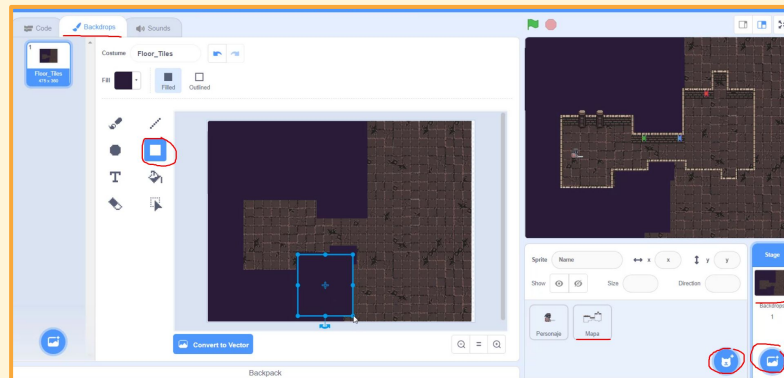 Code Backdrops Sounds
1
Floor_Tiles
Costume Floor_Tiles
Fill
Filled Outlined
T
Convert to Vector
=
Backpack
Sprite Name x x y y
Show Size Direction
Personaje Mapa
Stage
Backdrops
1